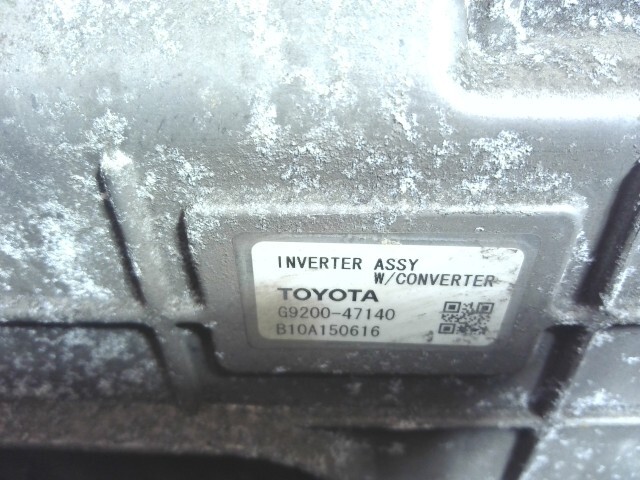 INVERTER ASSY
W/CONVERTER
TOYOTA
G9200-47140
B10A150616